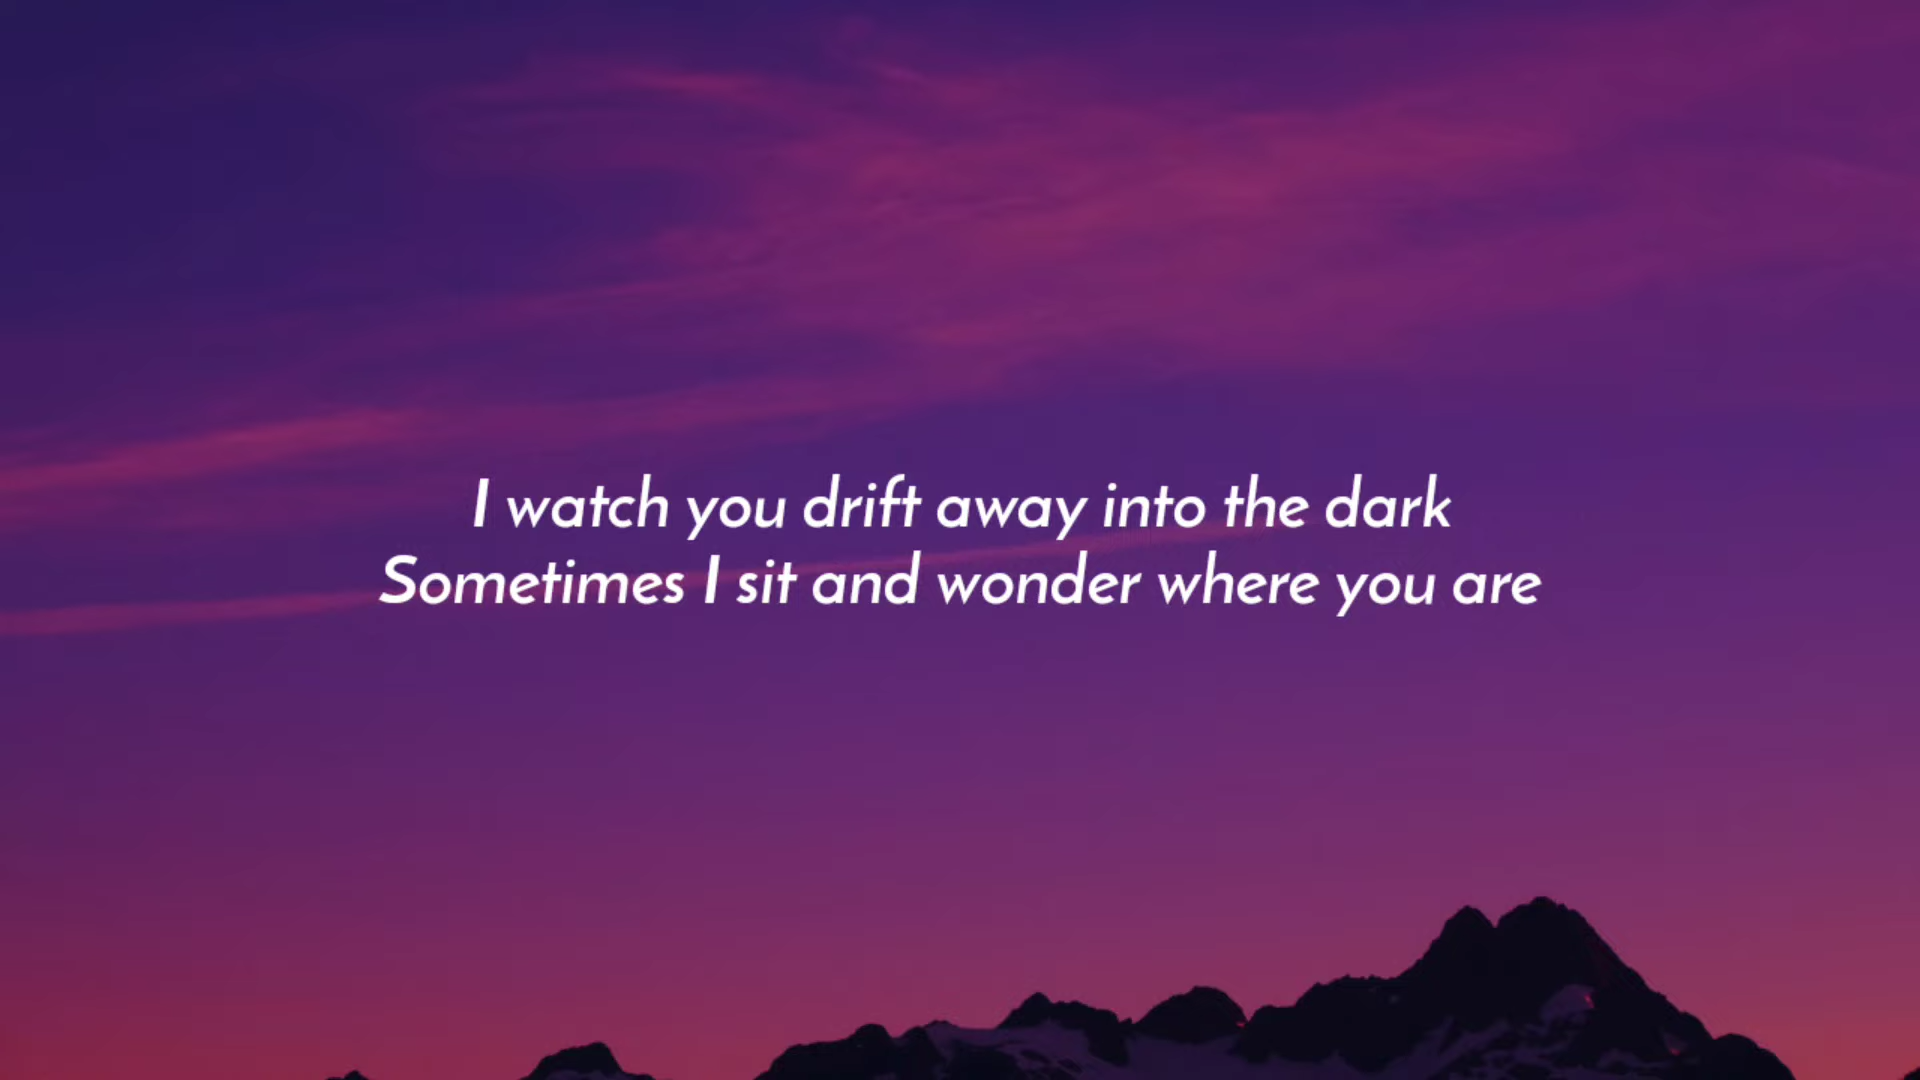 I watch you drift away into the dark
Sometimes I sit and wonder where you are